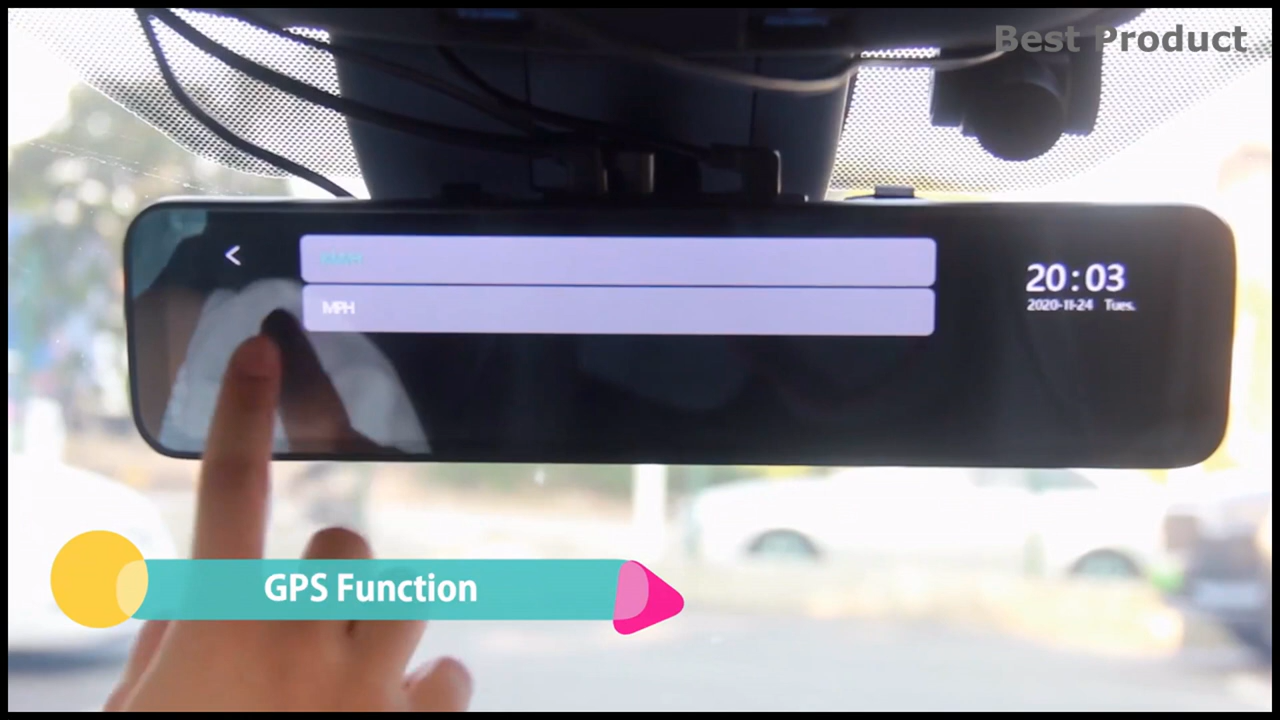 Best Product
<
20:03
2020-11-24 Tues.
MPH
GPS Function